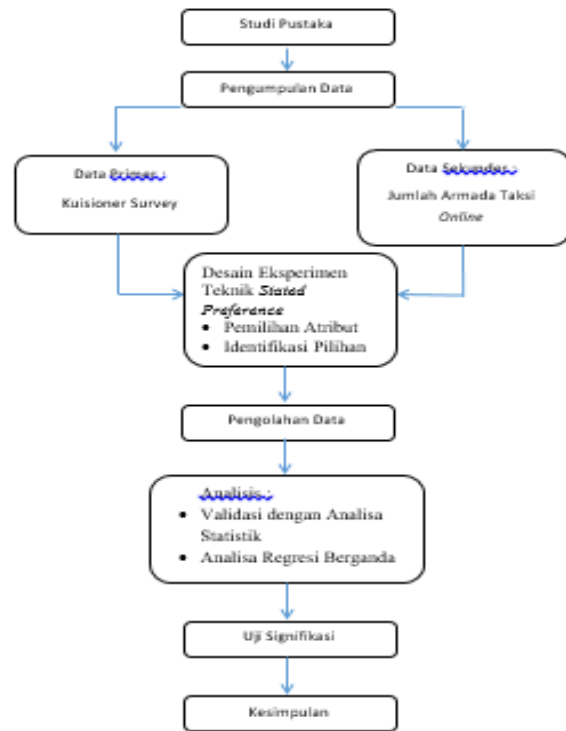 Studi Pustaka
Pengumpulan Data
Data Primer :
Kuisioner Survey
Data Sekunder :
Jumlah Armada Taksi
Online
Desain Eksperimen
Teknik Stated
Preference
• Pemilihan Atribut
• Identifikasi Pilihan
Pengolahan Data
Analisis :
• Validasi dengan Analisa
Statistik
• Analisa Regresi Berganda
Uji Signifikasi
Kesimpulan